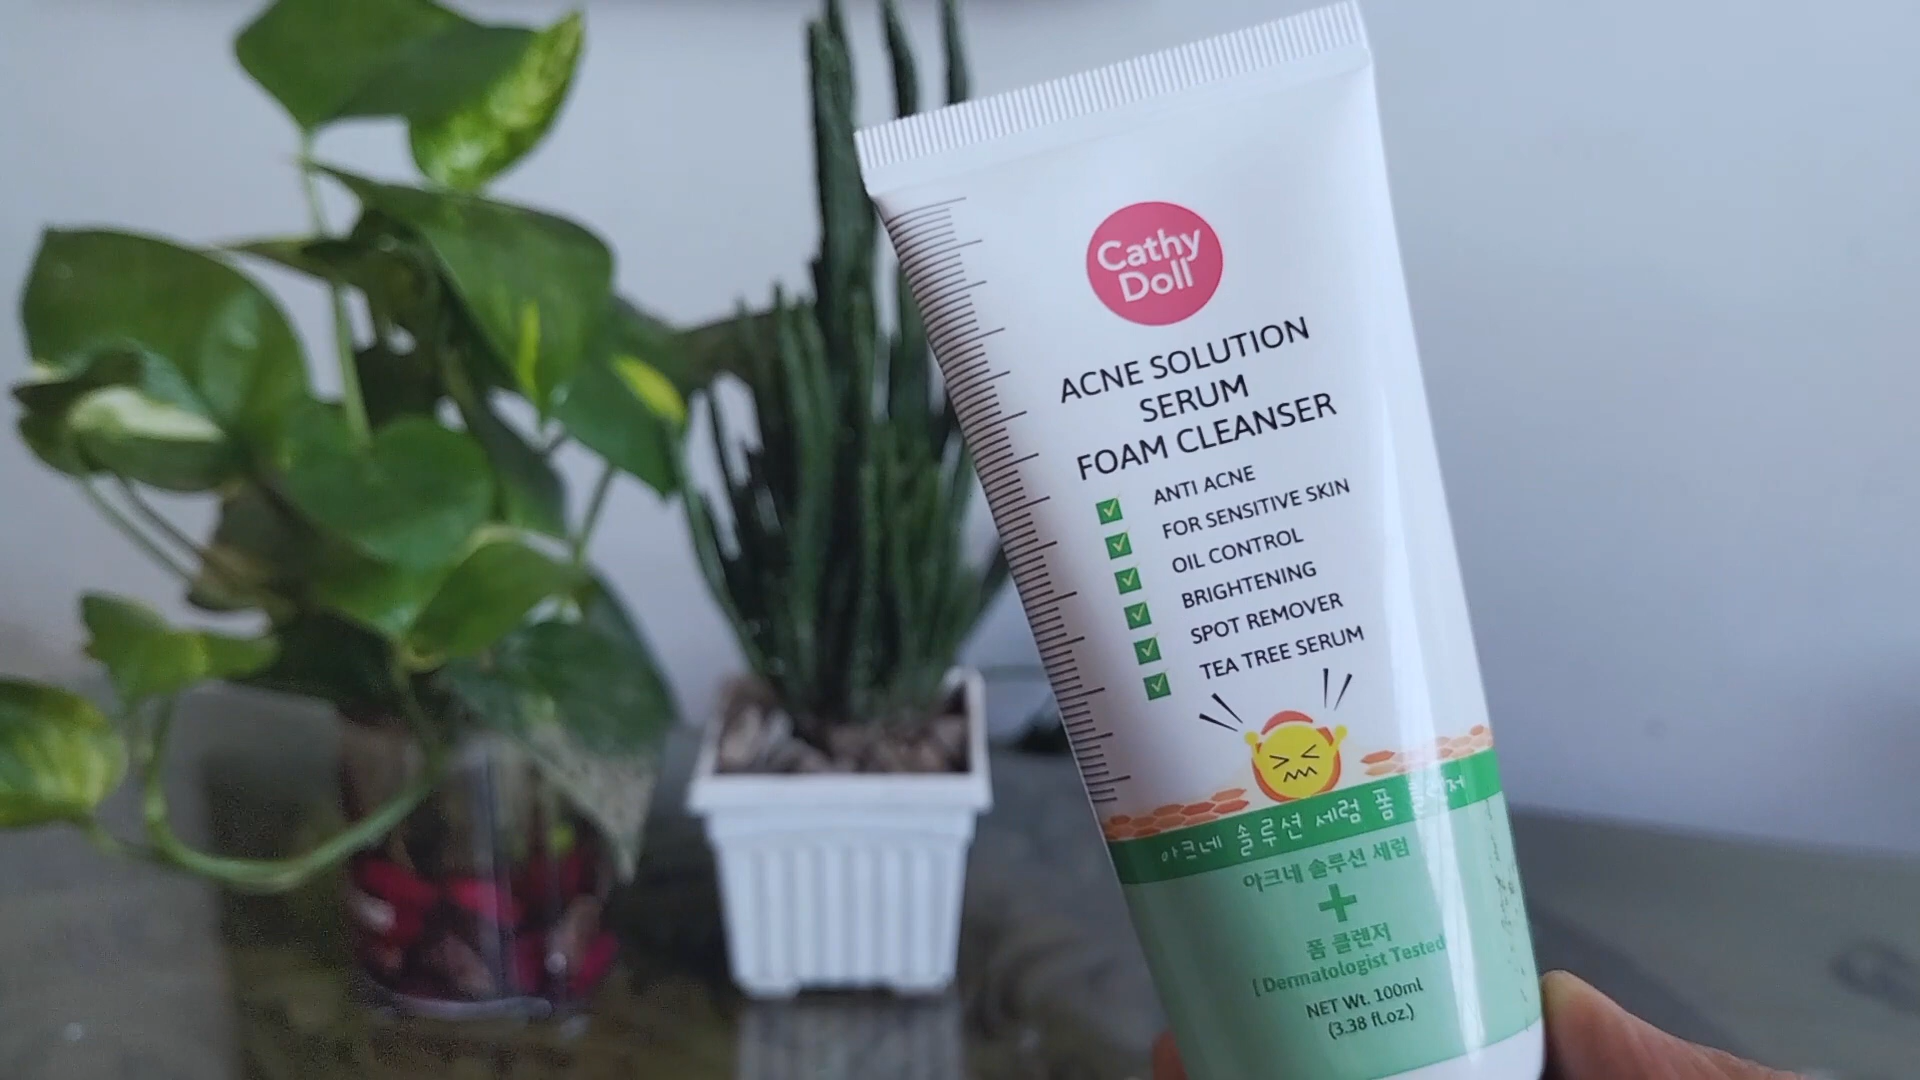 Cathy
Doll
ACNE SOLUTION
SERUM
FOAM CLEANSER
ANTI ACNE
FOR SENSITIVE SKIN
OIL CONTROL
BRIGHTENING
SPOT REMOVER
TEA TREE SERUM
아크네 솔루션 세럼 폼 클렌저
아크네 솔루션 세럼
+
폼 클렌저
[ Dermatologist Tested
NET Wt. 100ml
(3.38 fl.oz.)